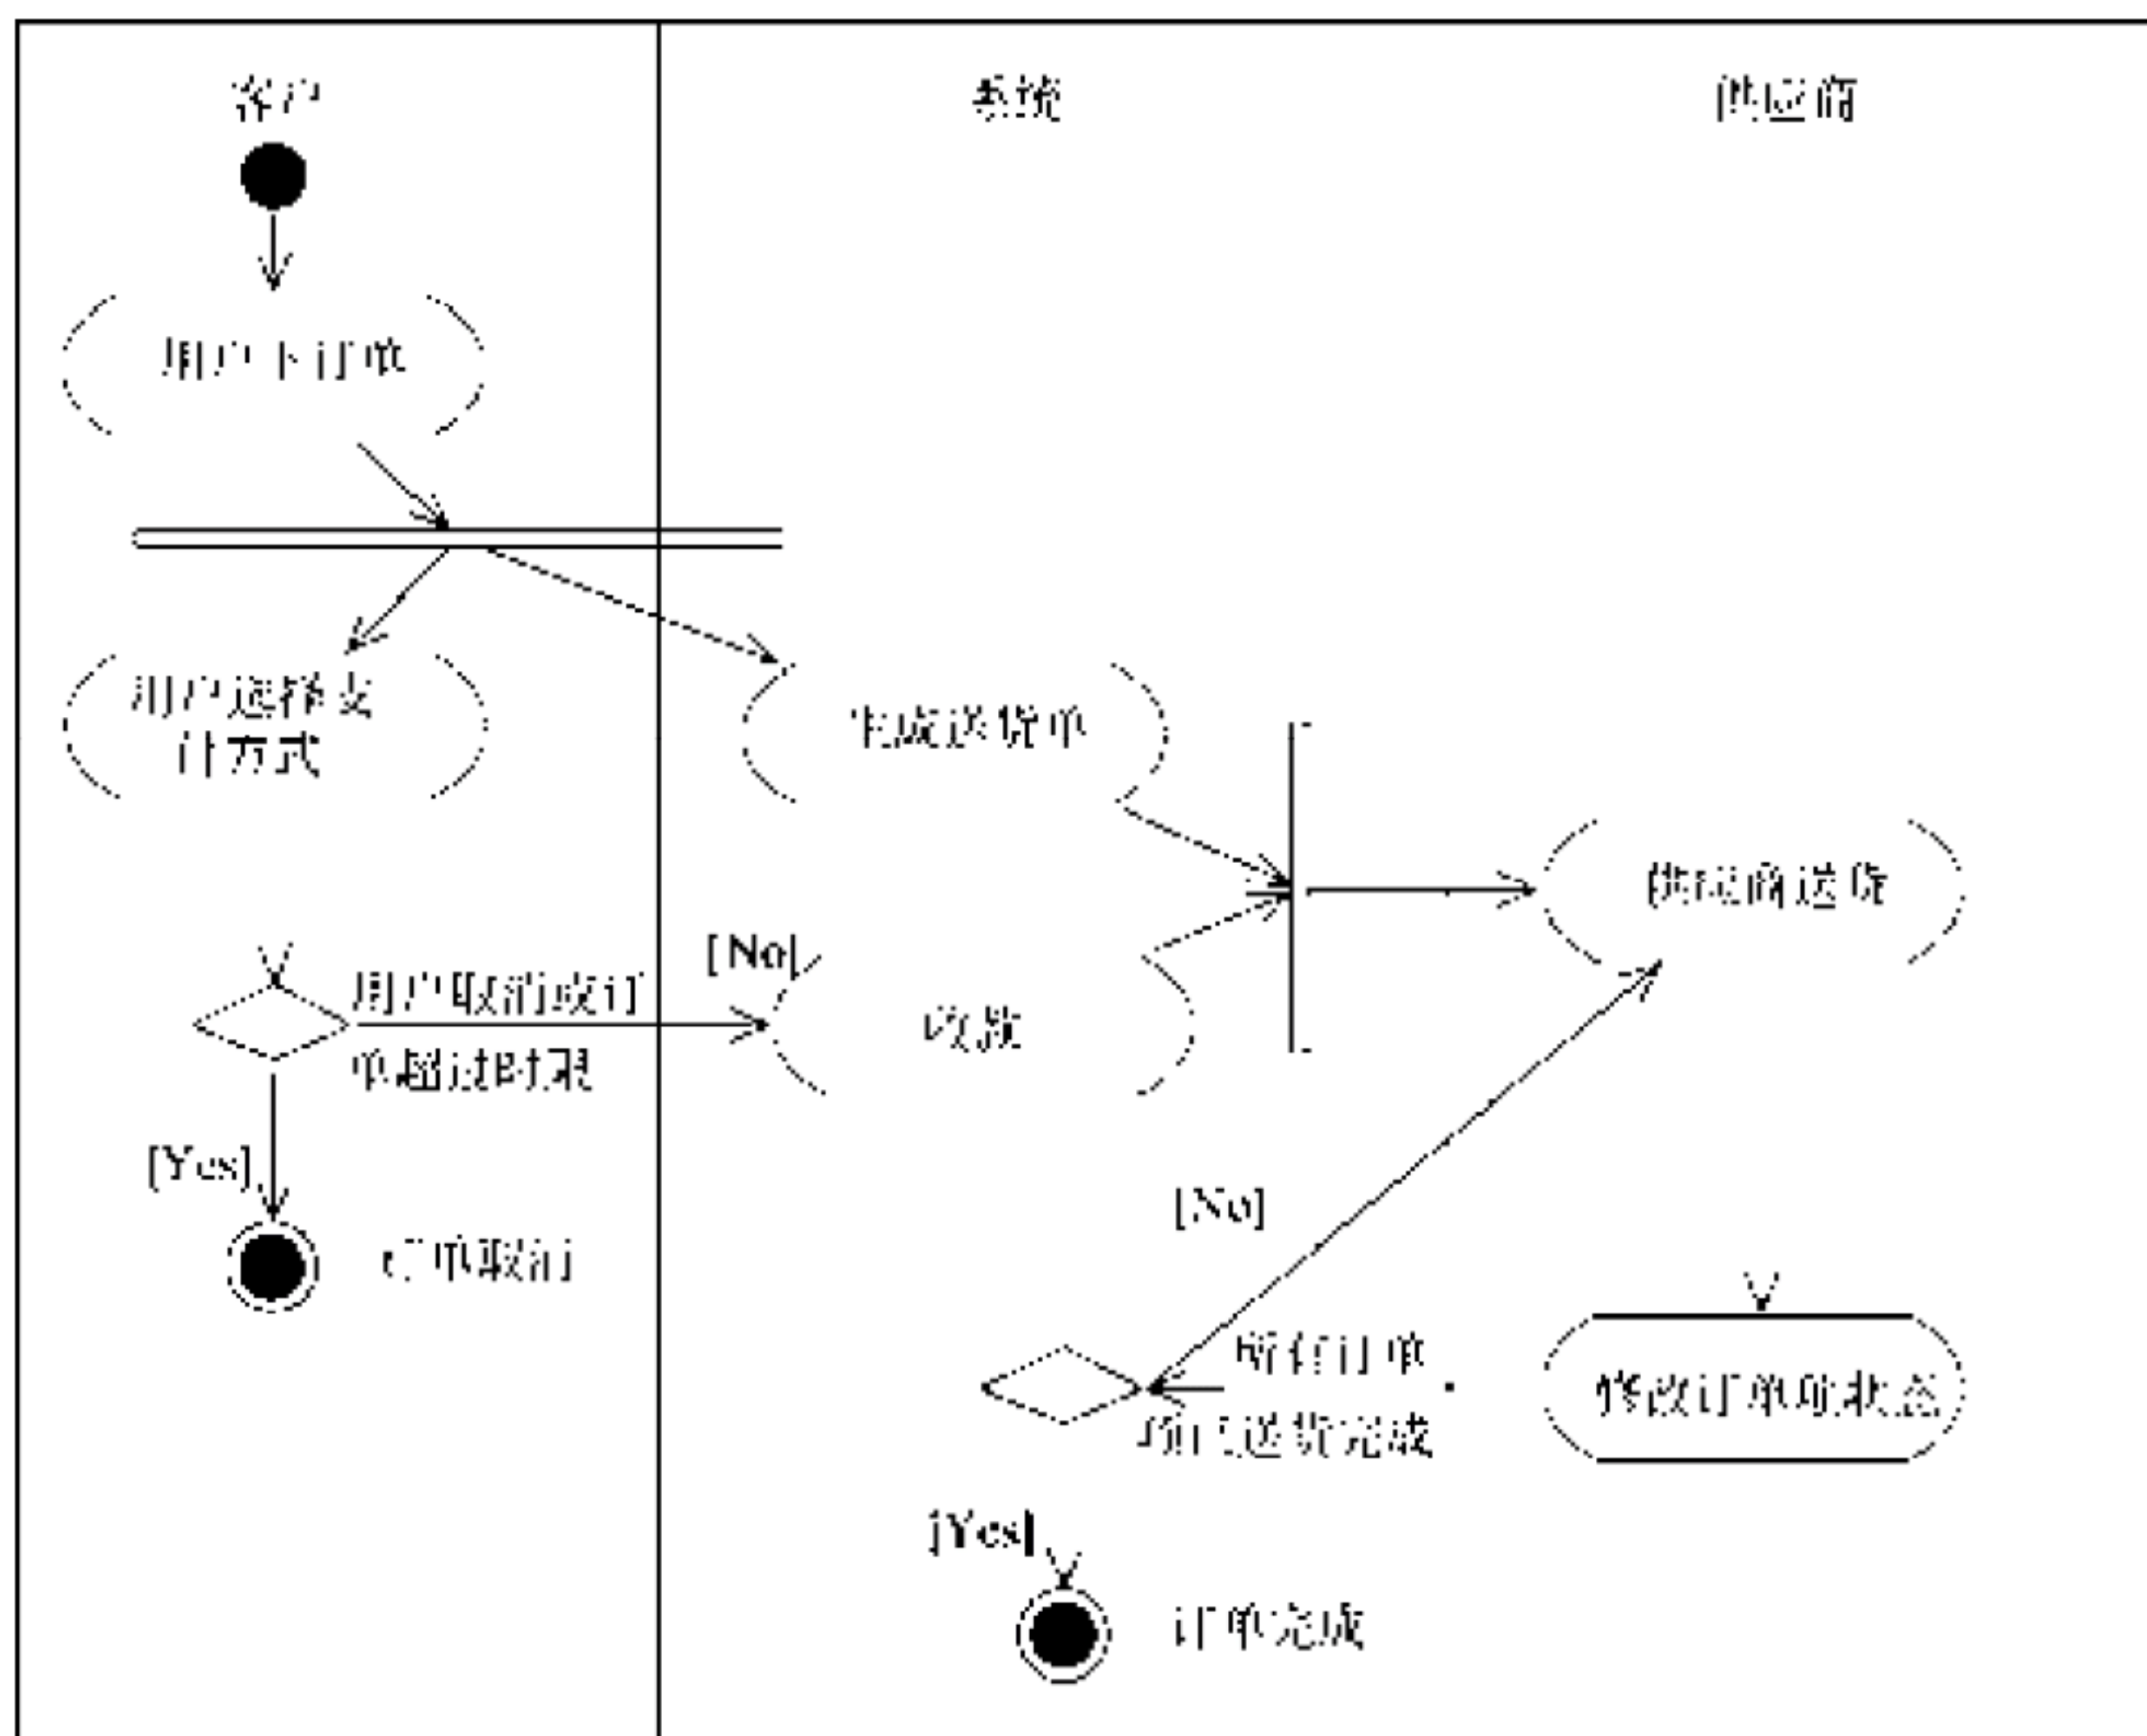 客户
系统
供应商
用户下订单
用户选择支
付方式
生成送货单
供应商送货
[No]
用户取消或订
单超过时限
收款
[Yes]
[No]
订单取消
所有订单
项已送货完成
修改订单项状态
[Yes]
订单完成